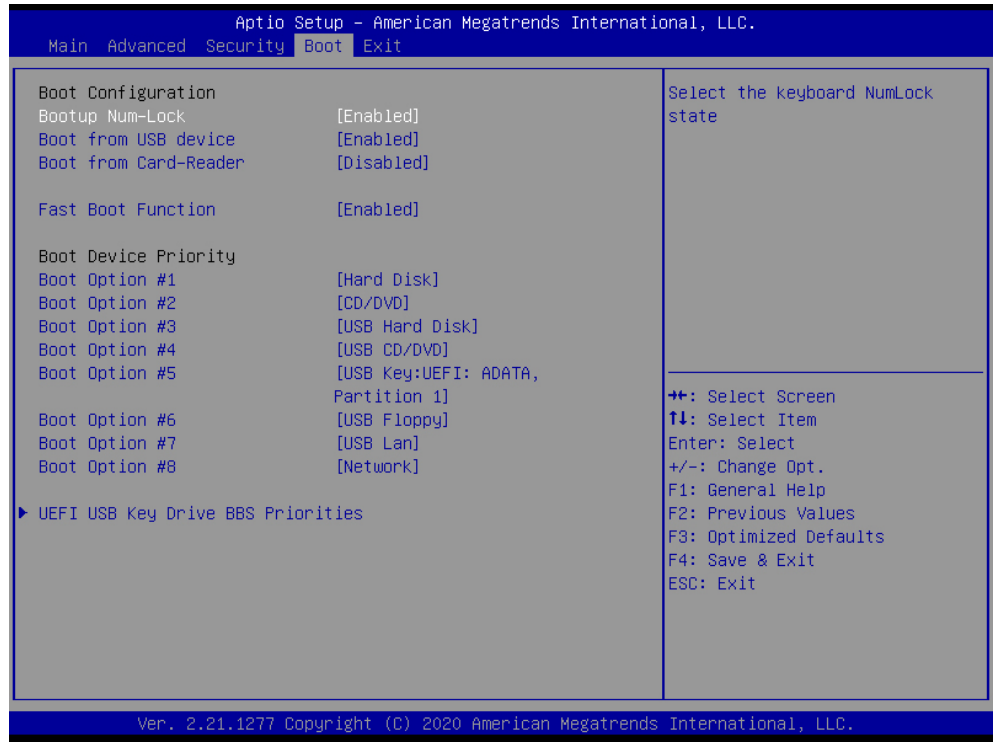 Aptio Setup – American Megatrends International, LLC.
Main Advanced Security Boot Exit
Boot Configuration
Bootup Num-Lock [Enabled]
Boot from USB device [Enabled]
Boot from Card-Reader [Disabled]
Fast Boot Function [Enabled]
Boot Device Priority
Boot Option #1 [Hard Disk]
Boot Option #2 [CD/DVD]
Boot Option #3 [USB Hard Disk]
Boot Option #4 [USB CD/DVD]
Boot Option #5 [USB Key:UEFI: ADATA,
Partition 1]
Boot Option #6 [USB Floppy]
Boot Option #7 [USB Lan]
Boot Option #8 [Network]
▶ UEFI USB Key Drive BBS Priorities
Select the keyboard NumLock
state
→←: Select Screen
↑↓: Select Item
Enter: Select
+/-: Change Opt.
F1: General Help
F2: Previous Values
F3: Optimized Defaults
F4: Save & Exit
ESC: Exit
Ver. 2.21.1277 Copyright (C) 2020 American Megatrends International, LLC.